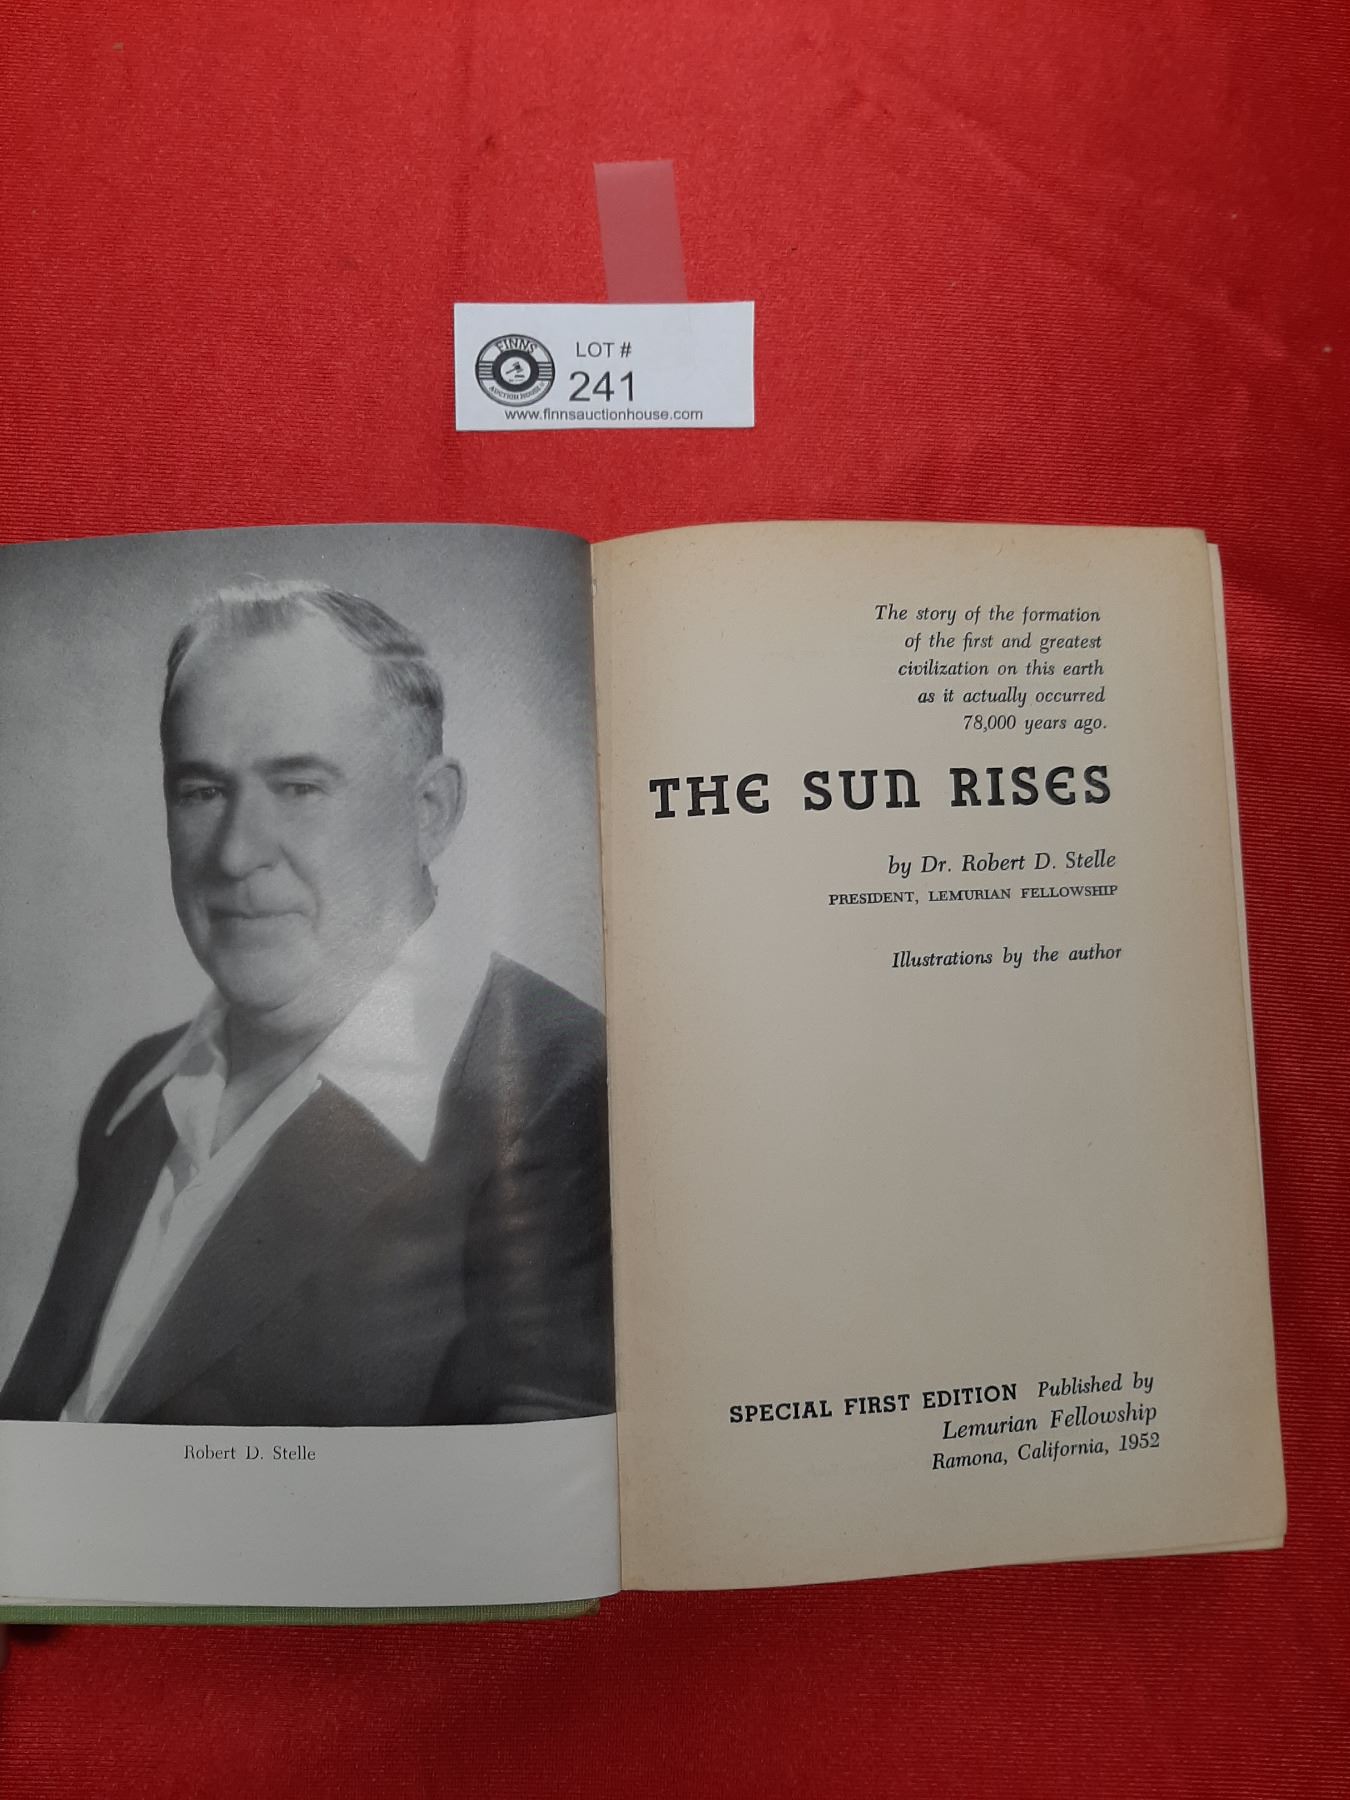 FINNS
AUCTION HOUSE
LOT #
241
www.finnsauctionhouse.com
The story of the formation
of the first and greatest
civilization on this earth
as it actually occurred
78,000 years ago.
THE SUN RISES
by Dr. Robert D. Stelle
PRESIDENT, LEMURIAN FELLOWSHIP
Illustrations by the author
SPECIAL FIRST EDITION Published by
Lemurian Fellowship
Ramona, California, 1952
Robert D. Stelle